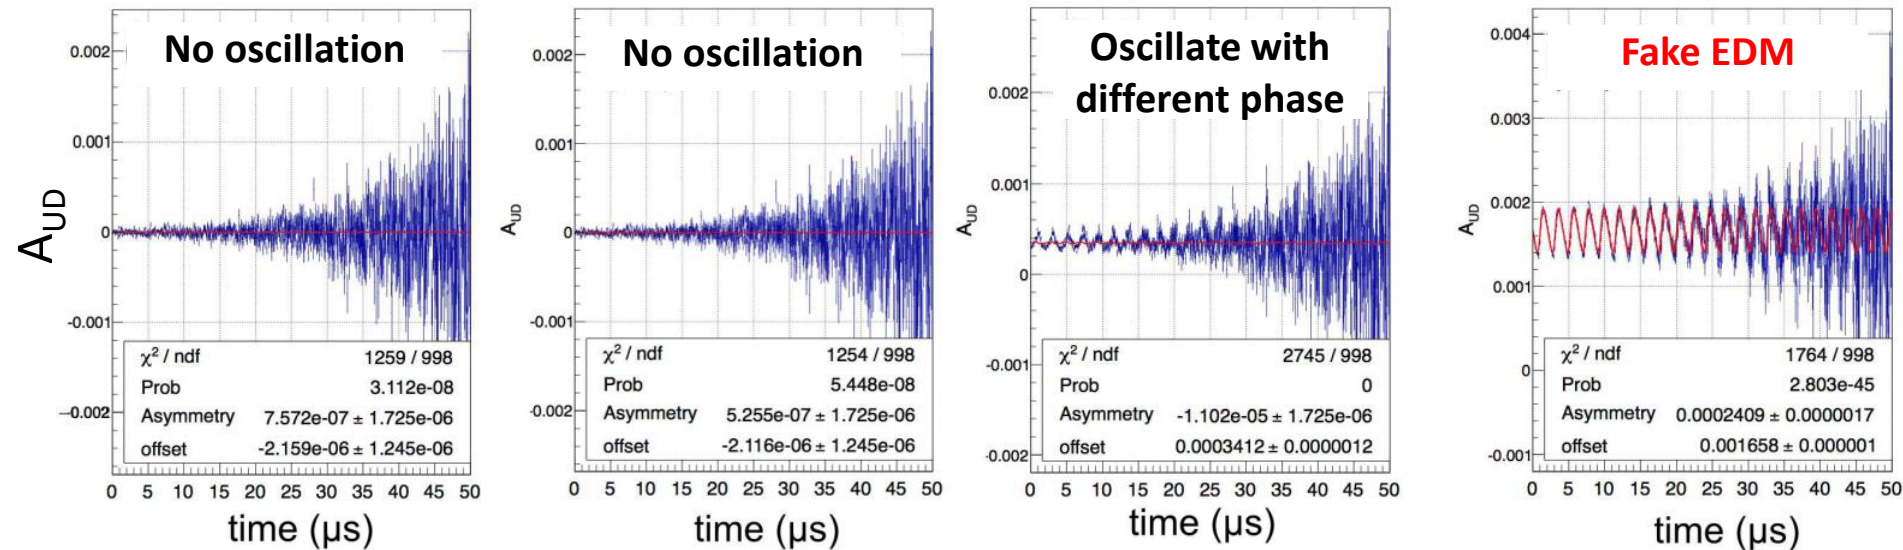 No oscillation
0.002
0.001
0
-0.001
-0.002
A_UD
χ² / ndf 1259 / 998
Prob 3.112e-08
Asymmetry 7.572e-07 ± 1.725e-06
offset -2.159e-06 ± 1.245e-06
0 5 10 15 20 25 30 35 40 45 50
time (μs)
No oscillation
0.002
0.001
0
-0.001
-0.002
A_UD
χ² / ndf 1254 / 998
Prob 5.448e-08
Asymmetry 5.255e-07 ± 1.725e-06
offset -2.116e-06 ± 1.245e-06
0 5 10 15 20 25 30 35 40 45 50
time (μs)
Oscillate with
different phase
0.002
0.001
0
-0.001
-0.002
A_UD
χ² / ndf 2745 / 998
Prob 0
Asymmetry -1.102e-05 ± 1.725e-06
offset 0.0003412 ± 0.0000012
0 5 10 15 20 25 30 35 40 45 50
time (μs)
Fake EDM
0.004
0.003
0.002
0.001
0
-0.001
A_UD
χ² / ndf 1764 / 998
Prob 2.803e-45
Asymmetry 0.0002409 ± 0.0000017
offset 0.001658 ± 0.000001
0 5 10 15 20 25 30 35 40 45 50
time (μs)